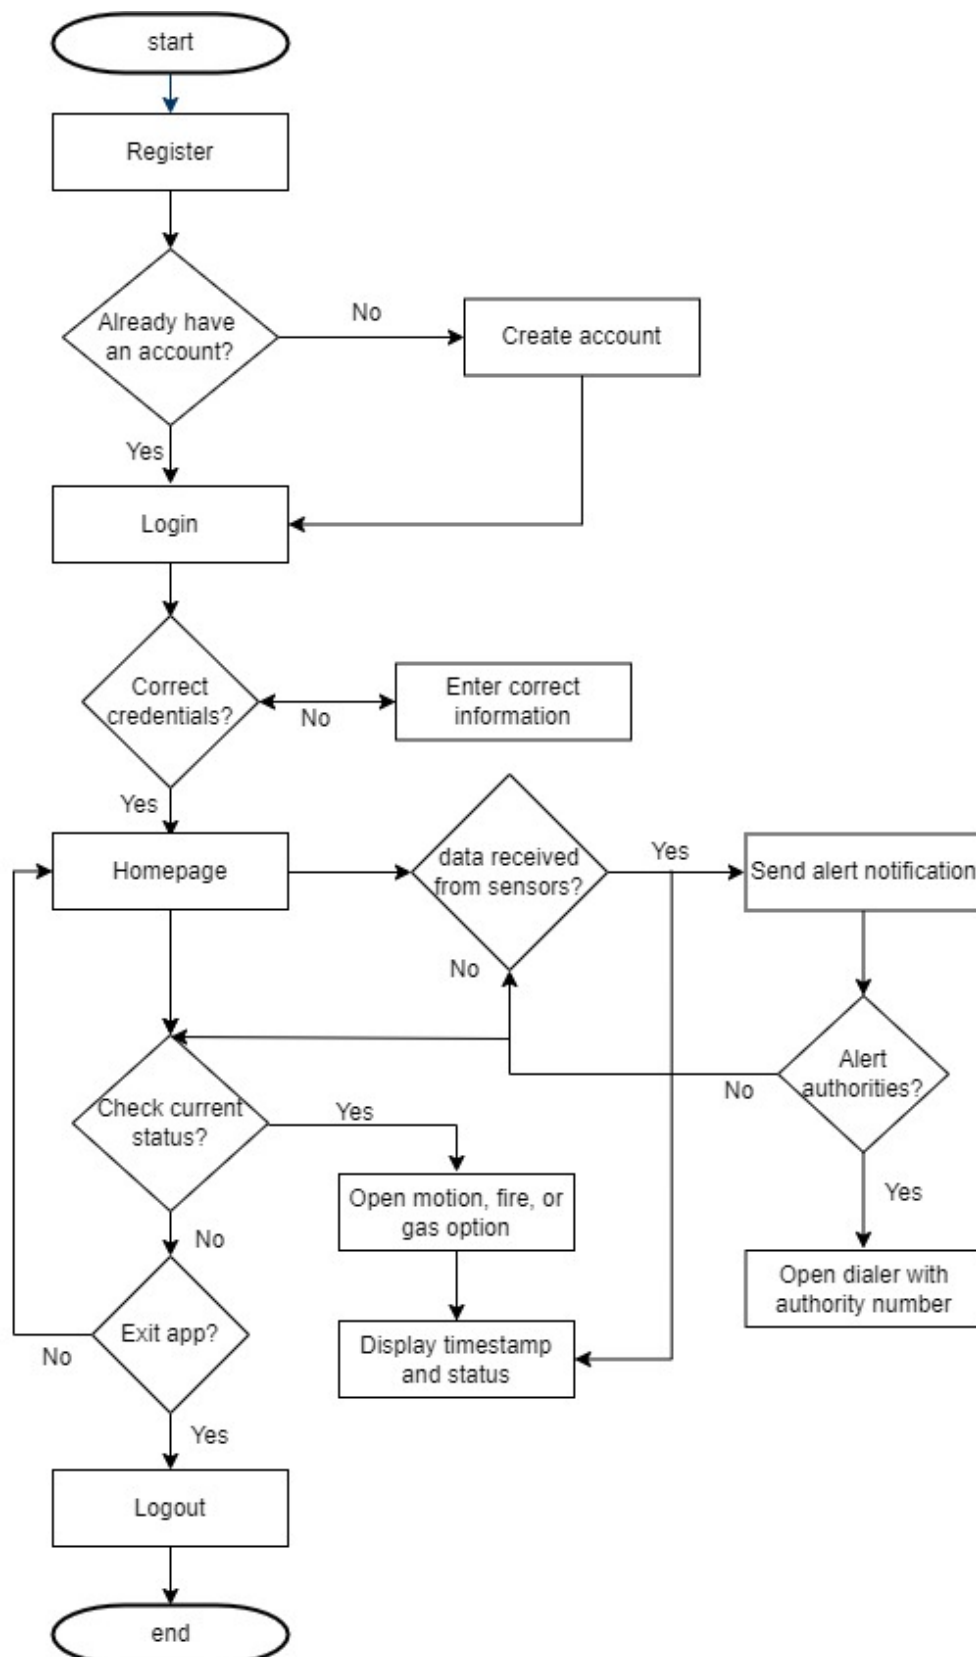 start
Register
Already have
an account?
No
Create account
Yes
Login
Correct
credentials?
No
Enter correct
information
Yes
Homepage
data received
from sensors?
Yes
Send alert notification
No
Alert
authorities?
No
Check current
status?
Yes
Yes
Open motion, fire, or
gas option
No
Open dialer with
authority number
Exit app?
No
Display timestamp
and status
Yes
Logout
end